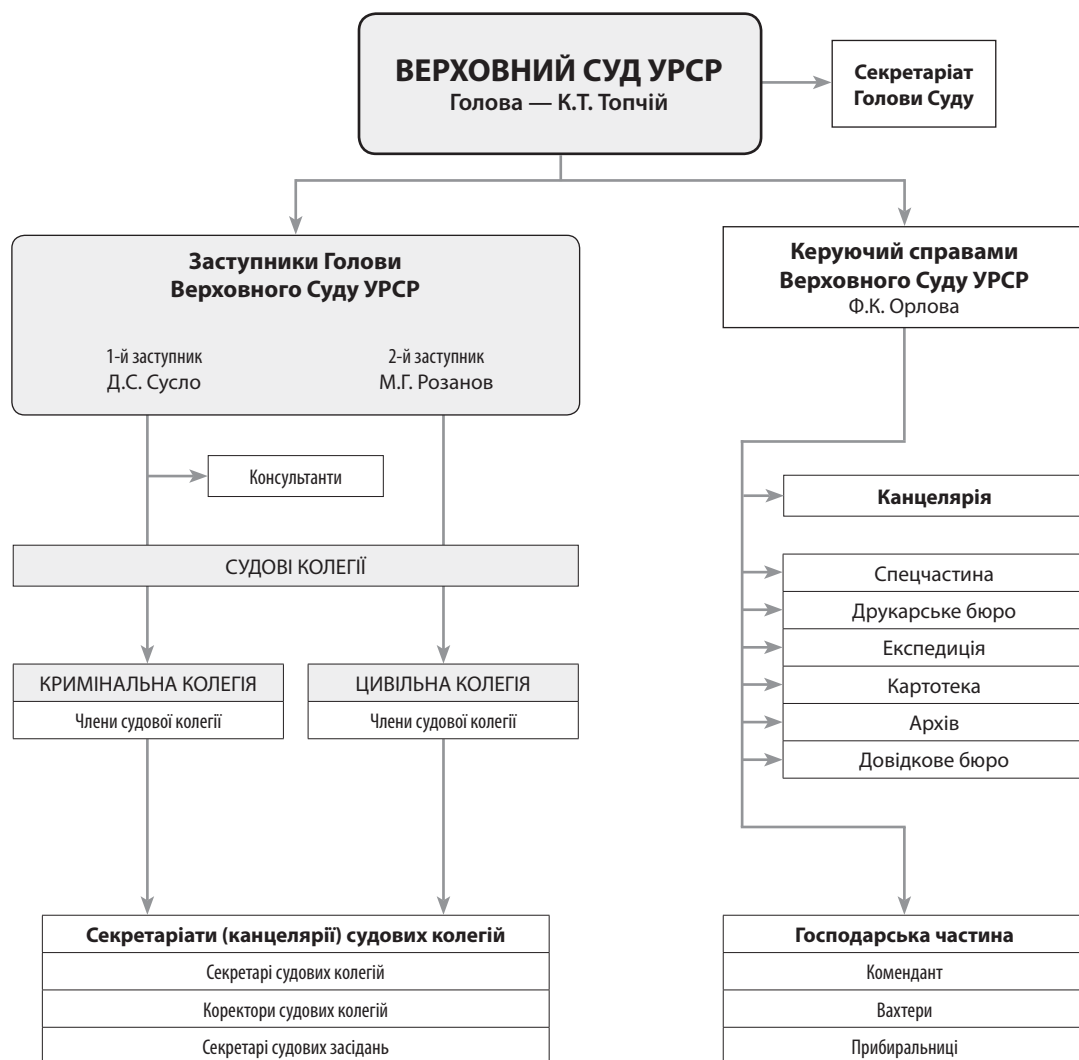 ВЕРХОВНИЙ СУД УРСР
Голова — К.Т. Топчій
Секретаріат
Голови Суду
Заступники Голови
Верховного Суду УРСР
1-й заступник
Д.С. Сусло
2-й заступник
М.Г. Розанов
Керуючий справами
Верховного Суду УРСР
Ф.К. Орлова
Консультанти
СУДОВІ КОЛЕГІЇ
КРИМІНАЛЬНА КОЛЕГІЯ
Члени судової колегії
ЦИВІЛЬНА КОЛЕГІЯ
Члени судової колегії
Канцелярія
Спецчастина
Друкарське бюро
Експедиція
Картотека
Архів
Довідкове бюро
Секретаріати (канцелярії) судових колегій
Секретарі судових колегій
Коректори судових колегій
Секретарі судових засідань
Господарська частина
Комендант
Вахтери
Прибиральниці